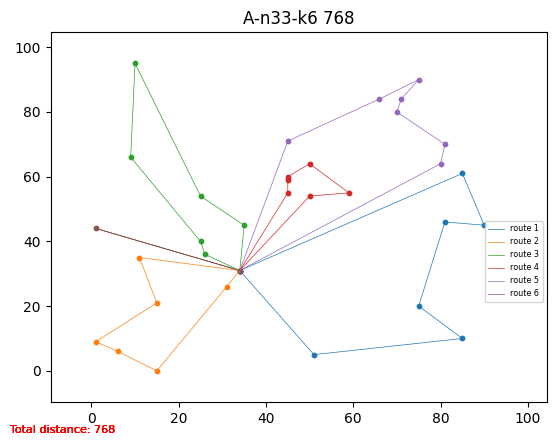 A-n33-k6 768
100
80
60
40
20
0
route 1
route 2
route 3
route 4
route 5
route 6
0 20 40 60 80 100
Total distance: 768